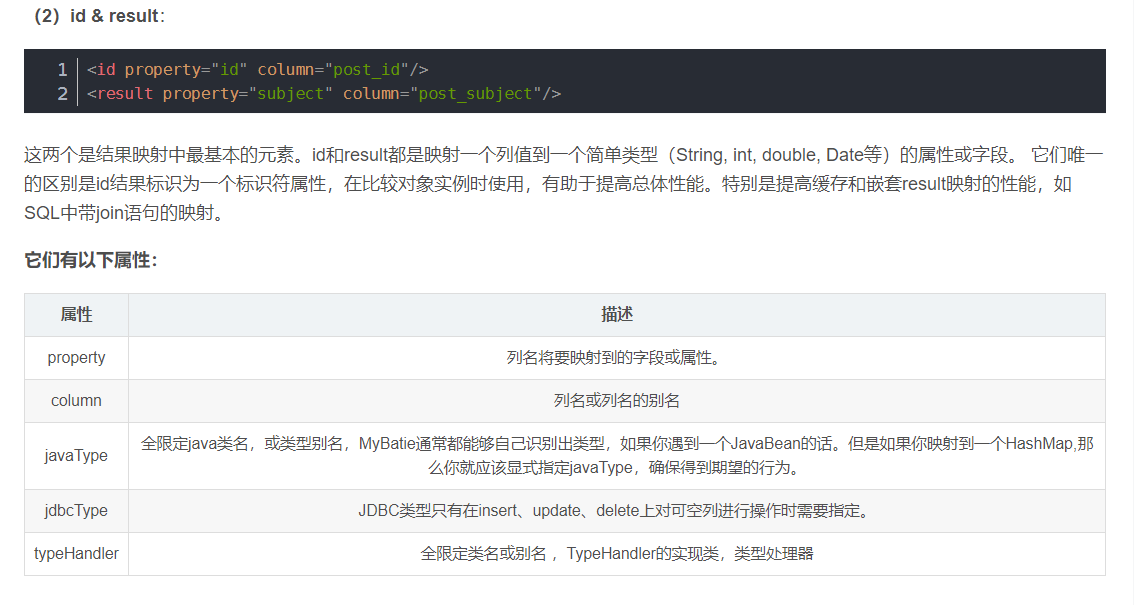 （2）id & result：
1 <id property="id" column="post_id"/>
2 <result property="subject" column="post_subject"/>
这两个是结果映射中最基本的元素。id和result都是映射一个列值到一个简单类型（String, int, double, Date等）的属性或字段。 它们唯一
的区别是id结果标识为一个标识符属性，在比较对象实例时使用，有助于提高总体性能。特别是提高缓存和嵌套result映射的性能，如
SQL中带join语句的映射。
它们有以下属性：
属性 描述
property 列名将要映射到的字段或属性。
column 列名或列名的别名
javaType 全限定java类名，或类型别名，MyBatie通常都能够自己识别出类型，如果你遇到一个JavaBean的话。但是如果你映射到一个HashMap,那
么你就应该显式指定javaType，确保得到期望的行为。
jdbcType JDBC类型只有在insert、update、delete上对可空列进行操作时需要指定。
typeHandler 全限定类名或别名 ，TypeHandler的实现类，类型处理器